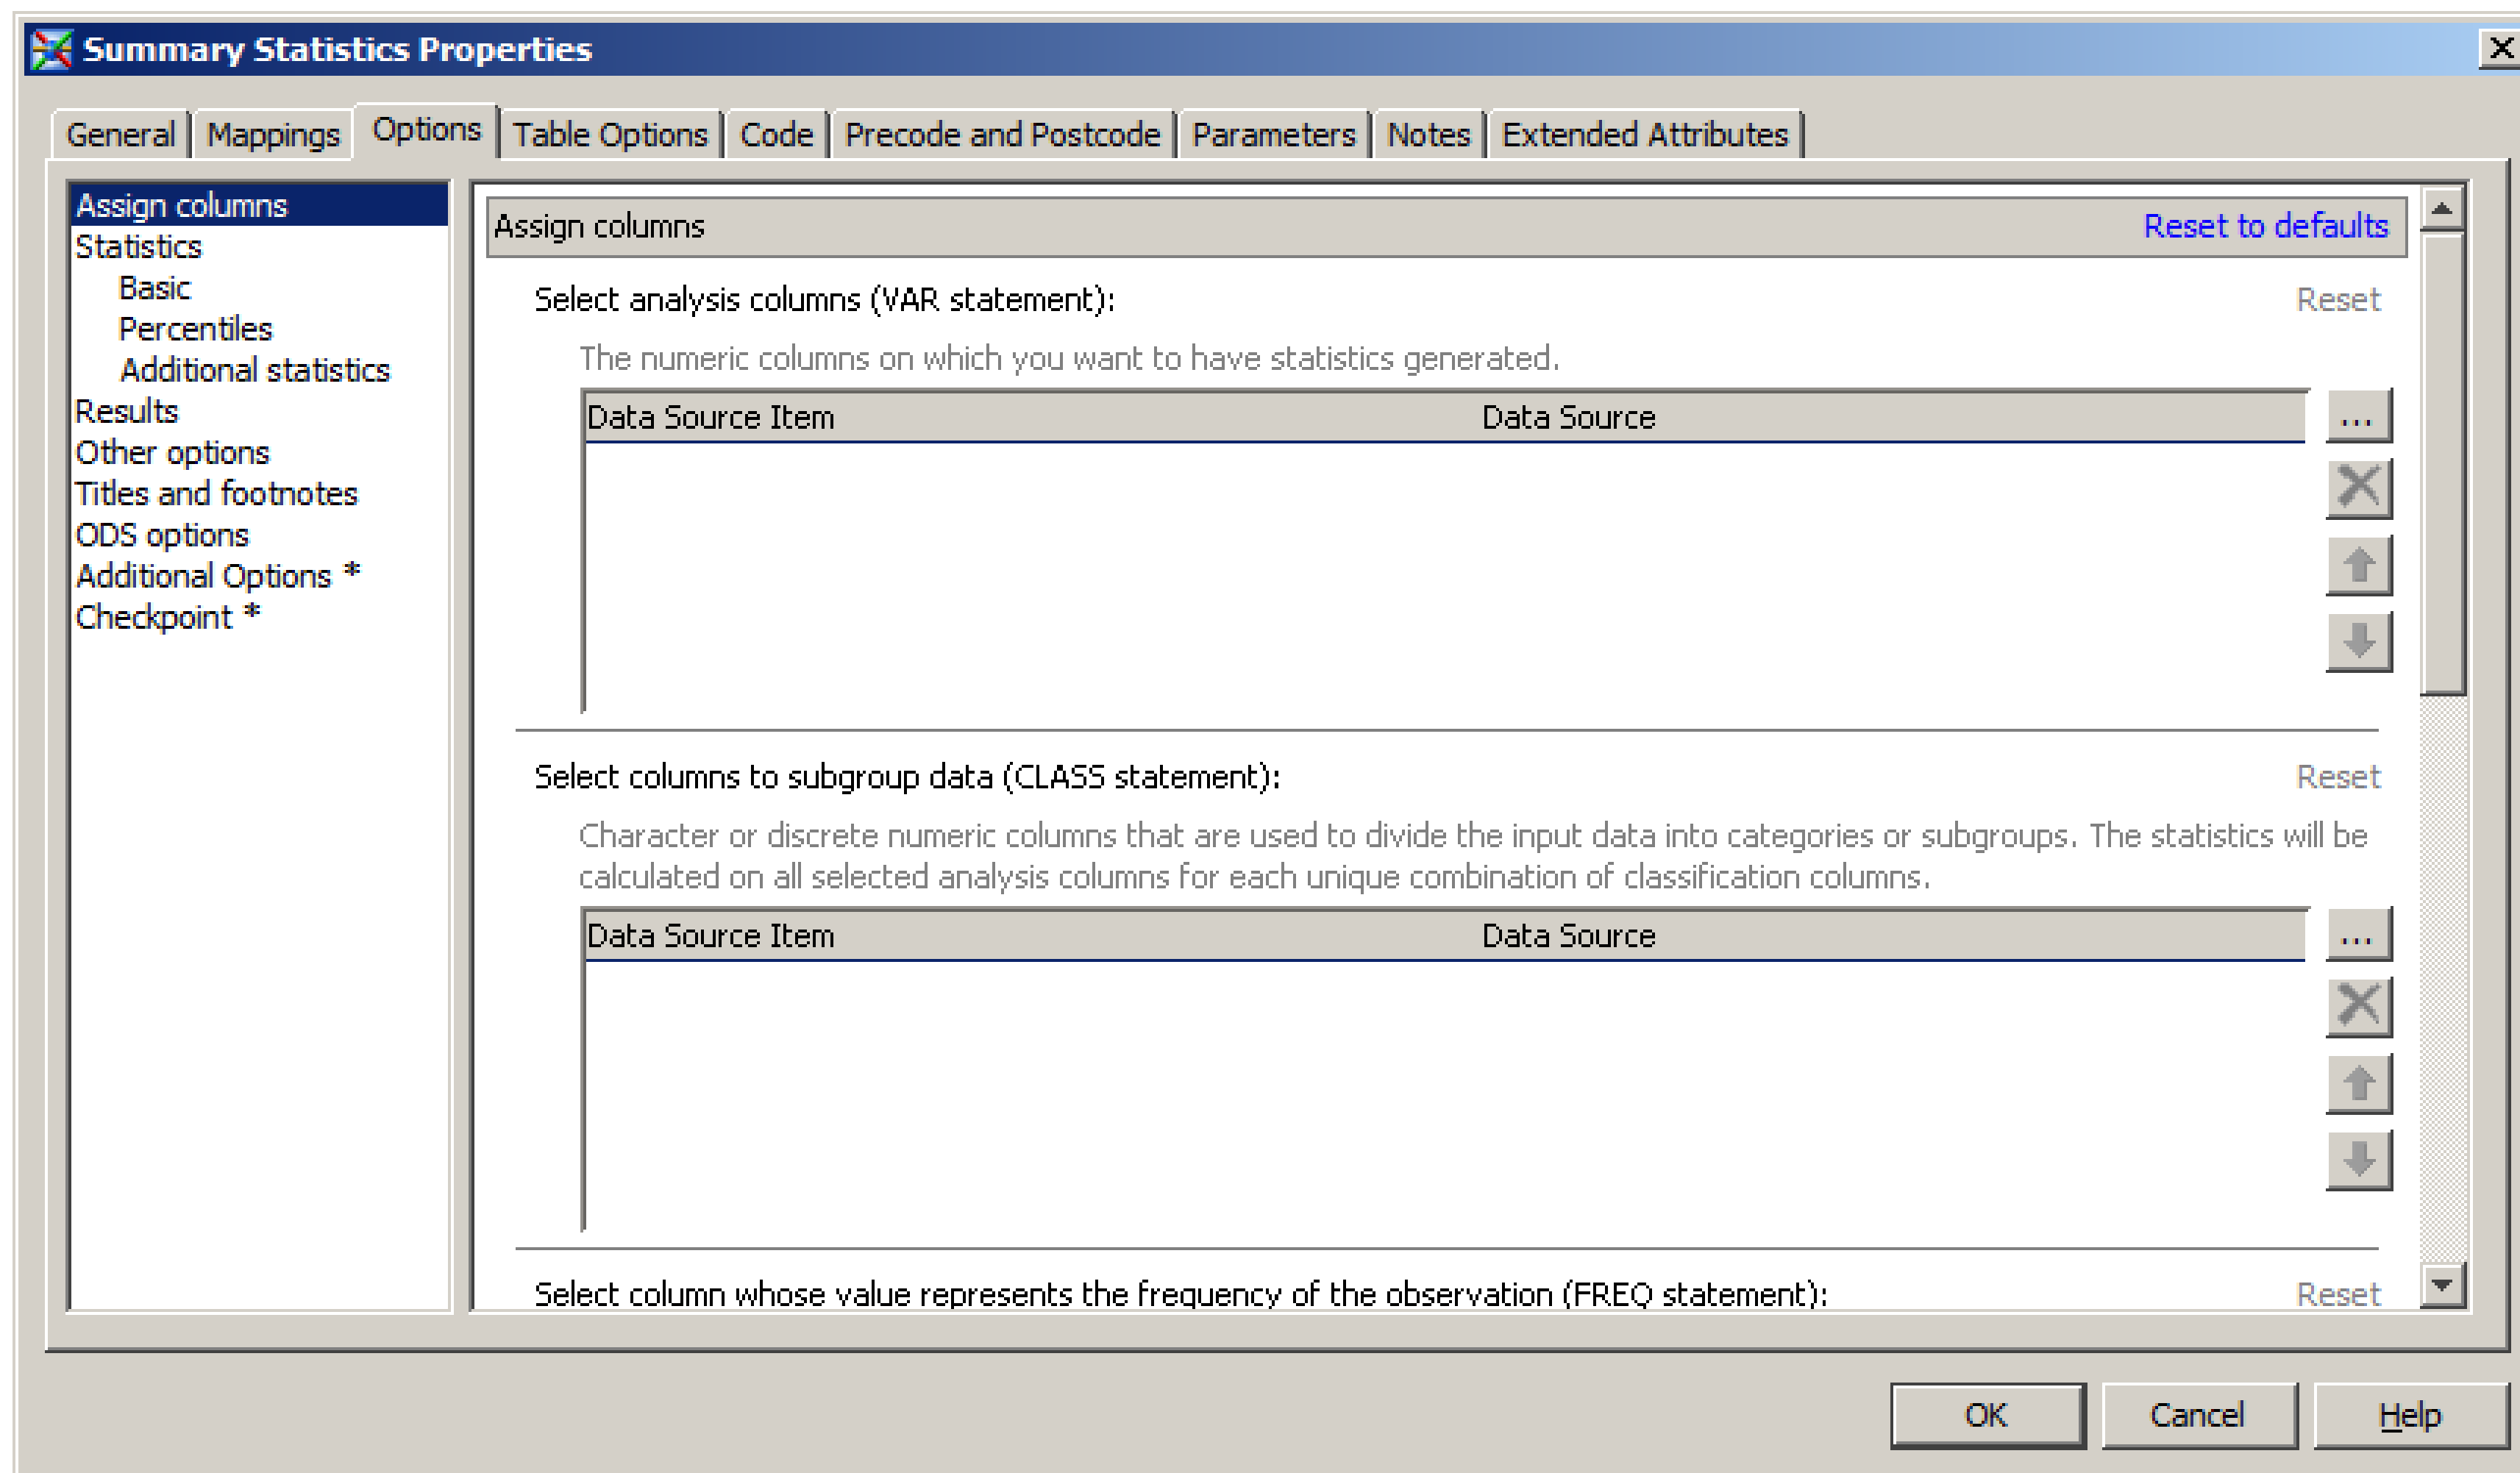 Summary Statistics Properties
General Mappings Options Table Options Code Precode and Postcode Parameters Notes Extended Attributes
Assign columns
Statistics
Basic
Percentiles
Additional statistics
Results
Other options
Titles and footnotes
ODS options
Additional Options *
Checkpoint *
Assign columns Reset to defaults
Select analysis columns (VAR statement): Reset
The numeric columns on which you want to have statistics generated.
Data Source Item Data Source ...
Select columns to subgroup data (CLASS statement): Reset
Character or discrete numeric columns that are used to divide the input data into categories or subgroups. The statistics will be
calculated on all selected analysis columns for each unique combination of classification columns.
Data Source Item Data Source ...
Select column whose value represents the frequency of the observation (FREQ statement): Reset
OK Cancel Help